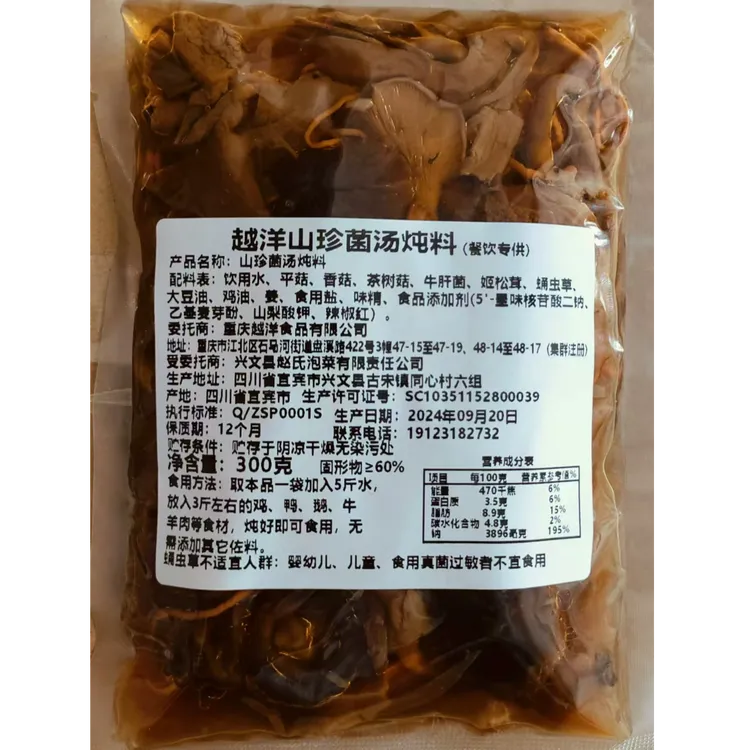 越洋山珍菌汤炖料(餐饮专供)
产品名称：山珍菌汤炖料
配料表：饮用水、平菇、香菇、茶树菇、牛肝菌、姬松茸、蛹虫草、
大豆油、鸡油、姜、食用盐、味精、食品添加剂(5'-呈味核苷酸二钠、
乙基麦芽酚、山梨酸钾、辣椒红）。
委托商：重庆越洋食品有限公司
地址：重庆市江北区石马河街道盘溪路422号3幢47-15至47-19、48-14至48-17（集群注册)
受委托商：兴文县赵氏泡菜有限责任公司
生产地址：四川省宜宾市兴文县古宋镇同心村六组
产地：四川省宜宾市 生产许可证号：SC10351152800039
执行标准：Q/ZSP0001S 生产日期：2024年09月20日
保质期：12个月 联系电话：19123182732
贮存条件：贮存于阴凉干燥无污染处
净含量：300克 固形物≥60%
食用方法：取本品一袋加入5斤水，
放入3斤左右的鸡、鸭、鹅、牛
羊肉等食材，炖好即可食用，无
需添加其它佐料。
营养成分表
项目 每100克 营养素参考值%
能量 470千焦 6%
蛋白质 3.5克 6%
脂肪 8.9克 15%
碳水化合物 4.8克 2%
钠 3896毫克 195%
蛹虫草不适宜人群：婴幼儿、儿童、食用真菌过敏者不宜食用